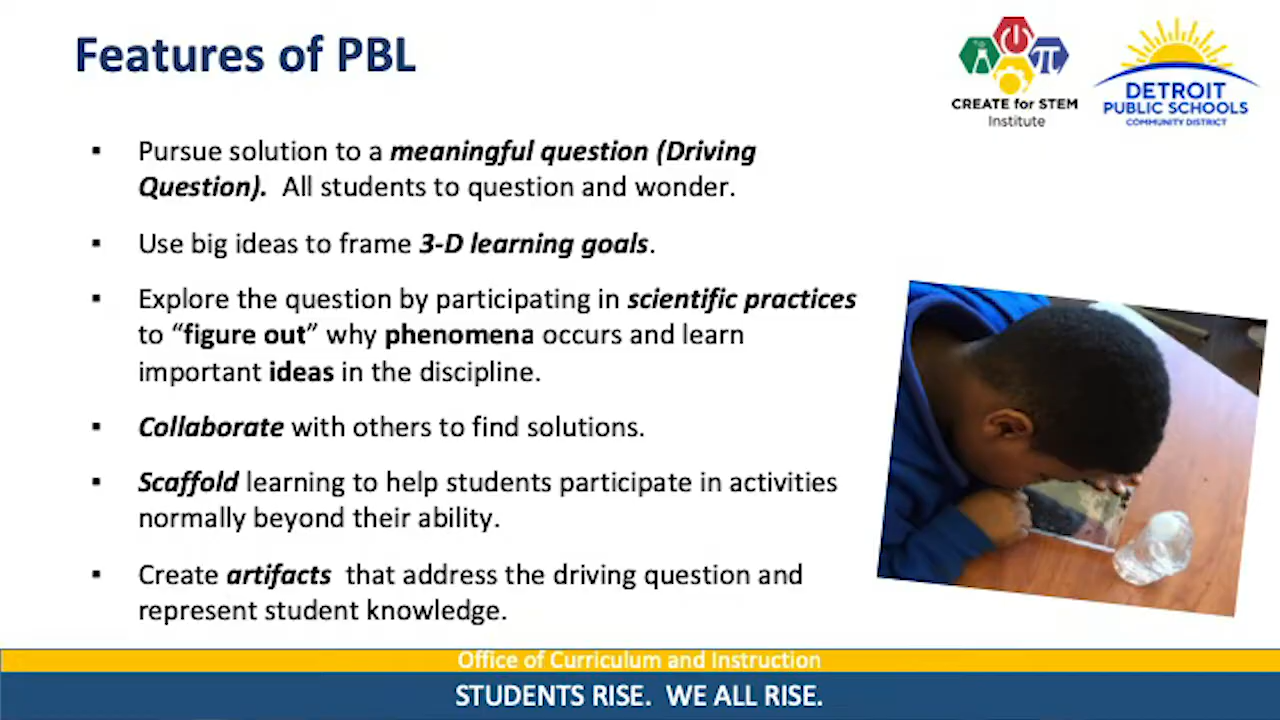 Features of PBL
CREATE for STEM
Institute
DETROIT
PUBLIC SCHOOLS
COMMUNITY DISTRICT
▪ Pursue solution to a meaningful question (Driving
Question).  All students to question and wonder.
▪ Use big ideas to frame 3-D learning goals.
▪ Explore the question by participating in scientific practices
to “figure out” why phenomena occurs and learn
important ideas in the discipline.
▪ Collaborate with others to find solutions.
▪ Scaffold learning to help students participate in activities
normally beyond their ability.
▪ Create artifacts  that address the driving question and
represent student knowledge.
Office of Curriculum and Instruction
STUDENTS RISE.  WE ALL RISE.